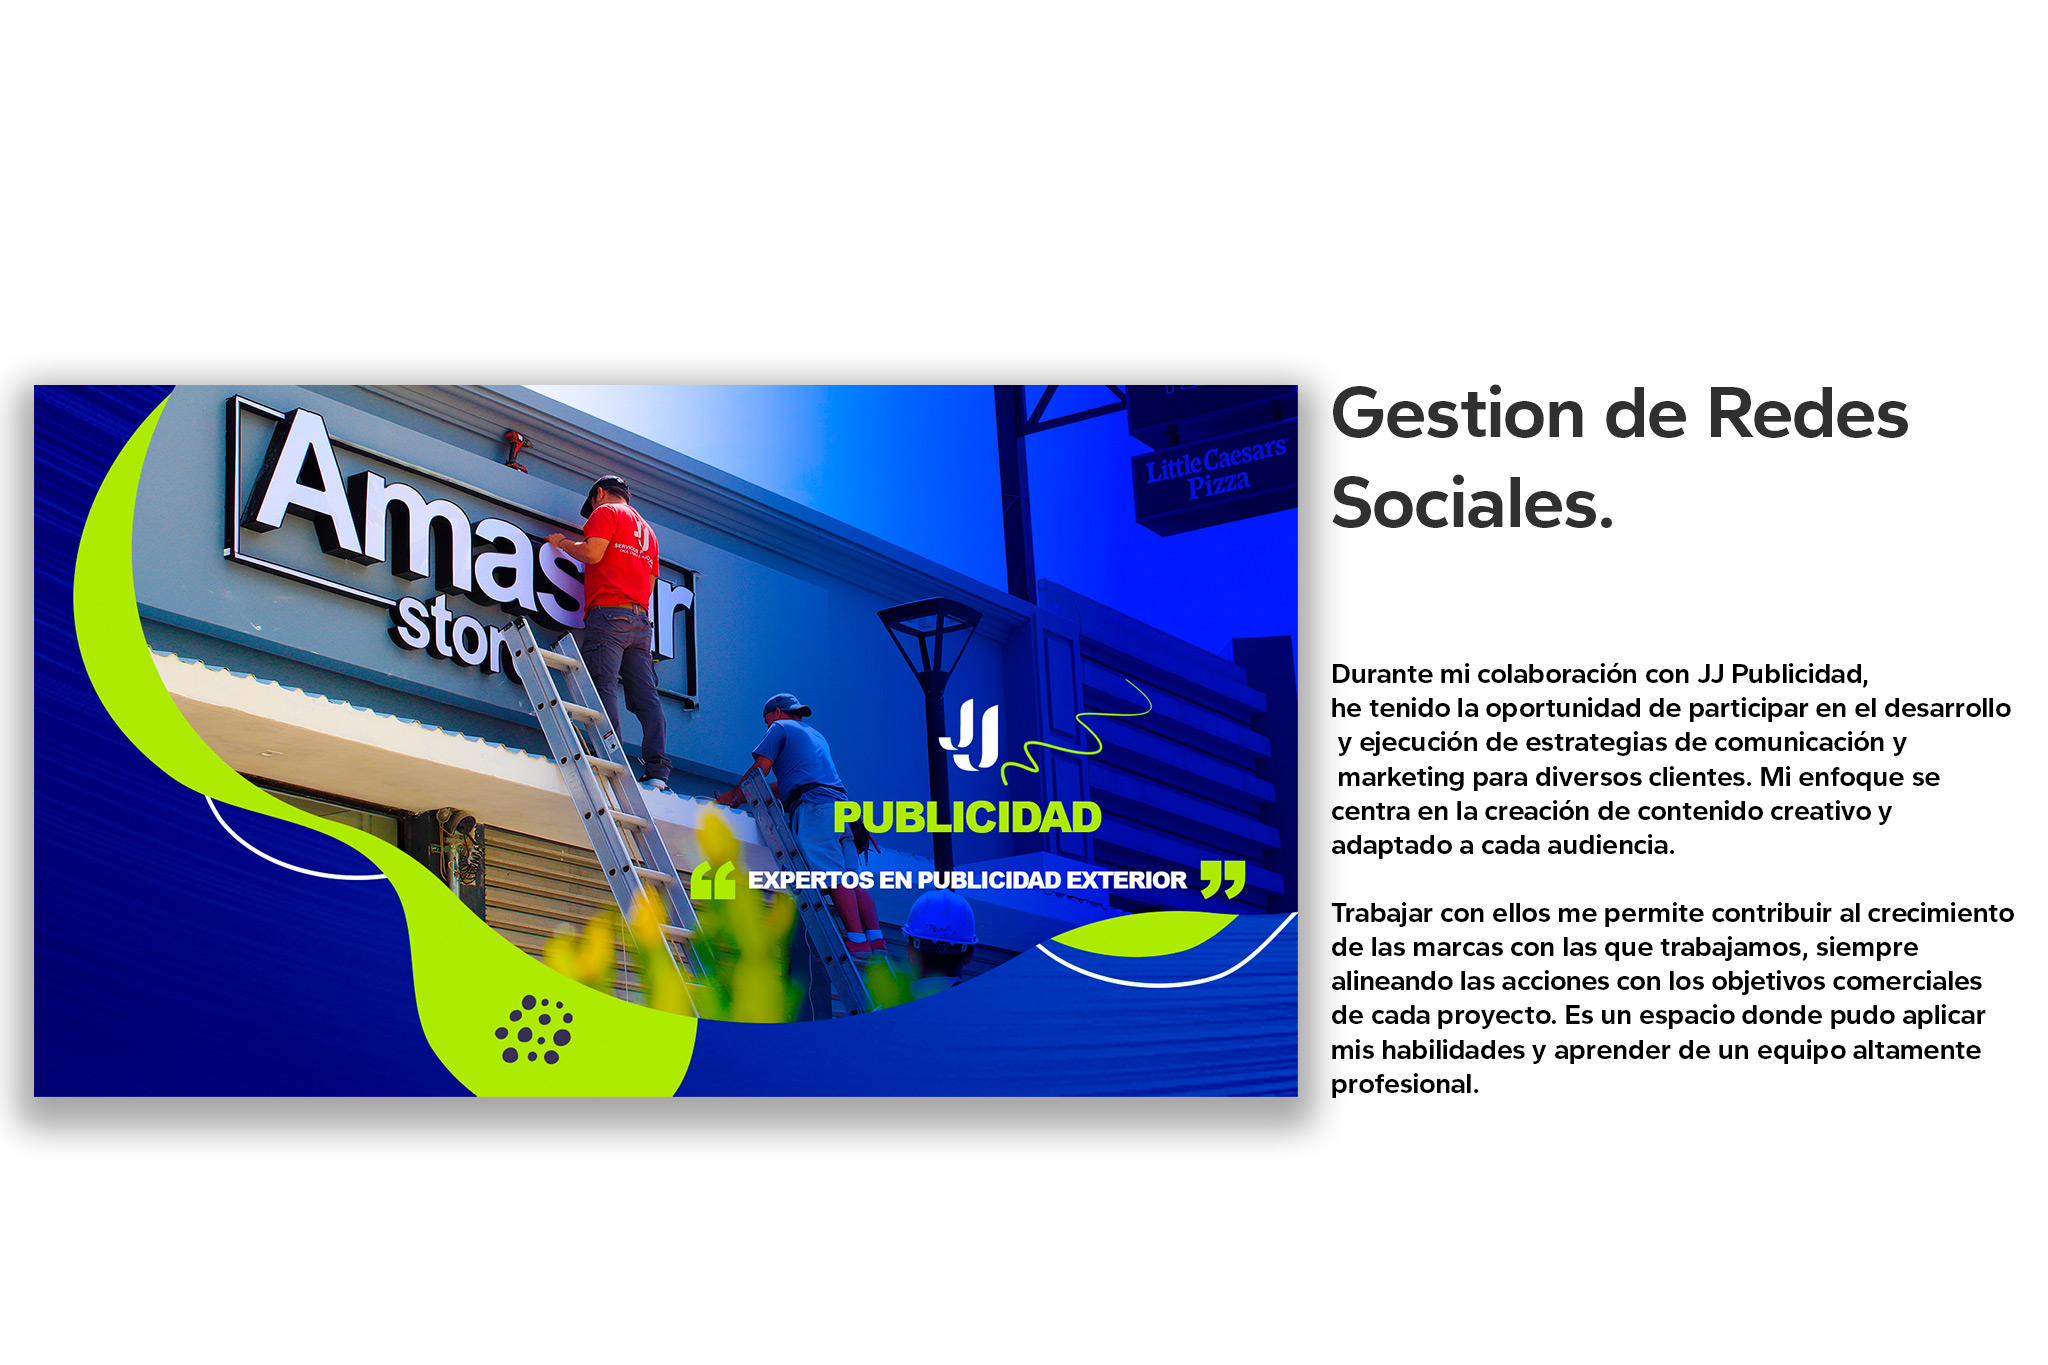 Amas r
store
Little Caesars
Pizza
JJ
PUBLICIDAD
EXPERTOS EN PUBLICIDAD EXTERIOR
Gestion de Redes
Sociales.
Durante mi colaboración con JJ Publicidad,
he tenido la oportunidad de participar en el desarrollo
y ejecución de estrategias de comunicación y
marketing para diversos clientes. Mi enfoque se
centra en la creación de contenido creativo y
adaptado a cada audiencia.
Trabajar con ellos me permite contribuir al crecimiento
de las marcas con las que trabajamos, siempre
alineando las acciones con los objetivos comerciales
de cada proyecto. Es un espacio donde pudo aplicar
mis habilidades y aprender de un equipo altamente
profesional.